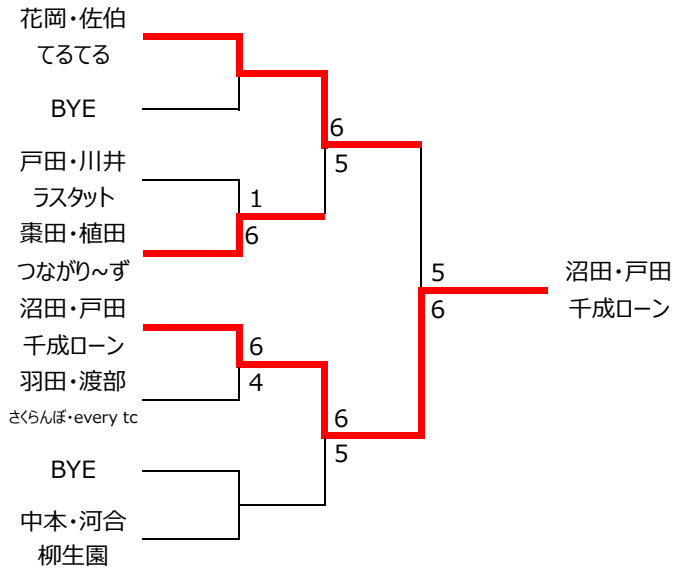 花岡・佐伯
てるてる
BYE
戸田・川井
ラスタット
棗田・植田
つながり～ず
沼田・戸田
千成ローン
羽田・渡部
さくらんぼ・every tc
BYE
中本・河合
柳生園
1
6
6
4
6
5
6
5
5
6
沼田・戸田
千成ローン